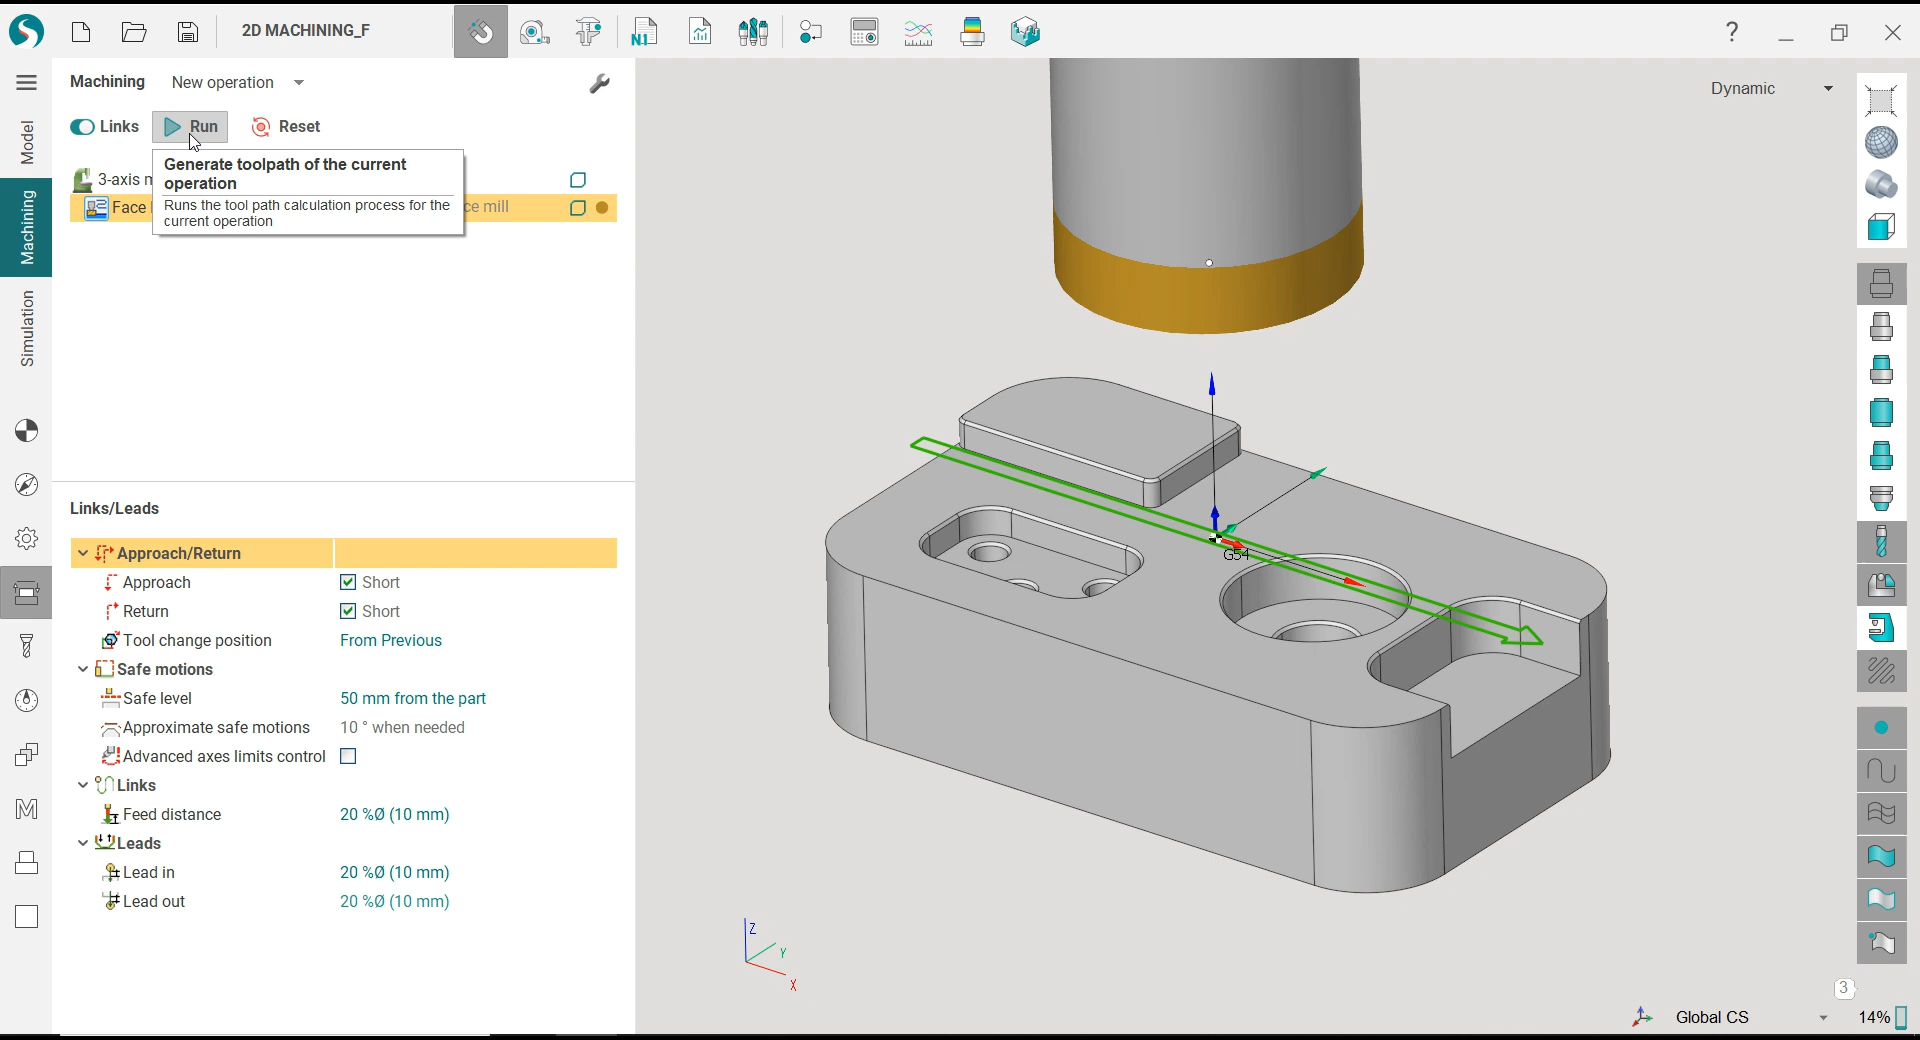 2D MACHINING_F
N1
?
Machining
New operation
Dynamic
Links
Run
Reset
Generate toolpath of the current
operation
Runs the tool path calculation process for the
current operation
3-axis m
Face
ce mill
Model
Machining
Simulation
M
G54
Links/Leads
Approach/Return
Approach
Short
Return
Short
Tool change position
From Previous
Safe motions
Safe level
50 mm from the part
Approximate safe motions
10 ° when needed
Advanced axes limits control
Links
Feed distance
20 %Ø (10 mm)
Leads
Lead in
20 %Ø (10 mm)
Lead out
20 %Ø (10 mm)
Z
Y
X
3
Global CS
14%